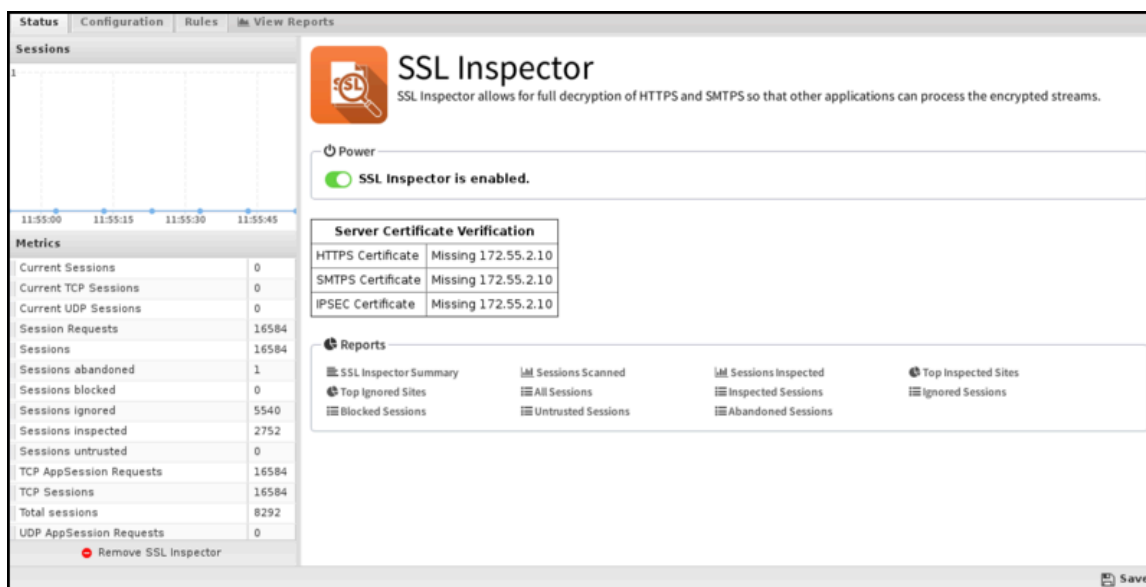 Status Configuration Rules View Reports
Sessions
1
11:55:00 11:55:15 11:55:30 11:55:45
Metrics
Current Sessions 0
Current TCP Sessions 0
Current UDP Sessions 0
Session Requests 16584
Sessions 16584
Sessions abandoned 1
Sessions blocked 0
Sessions ignored 5540
Sessions inspected 2752
Sessions untrusted 0
TCP AppSession Requests 16584
TCP Sessions 16584
Total sessions 8292
UDP AppSession Requests 0
Remove SSL Inspector
SSL
SSL Inspector
SSL Inspector allows for full decryption of HTTPS and SMTPS so that other applications can process the encrypted streams.
Power
SSL Inspector is enabled.
Server Certificate Verification
HTTPS Certificate Missing 172.55.2.10
SMTPS Certificate Missing 172.55.2.10
IPSEC Certificate Missing 172.55.2.10
Reports
SSL Inspector Summary Sessions Scanned Sessions Inspected Top Inspected Sites
Top Ignored Sites All Sessions Inspected Sessions Ignored Sessions
Blocked Sessions Untrusted Sessions Abandoned Sessions
Save